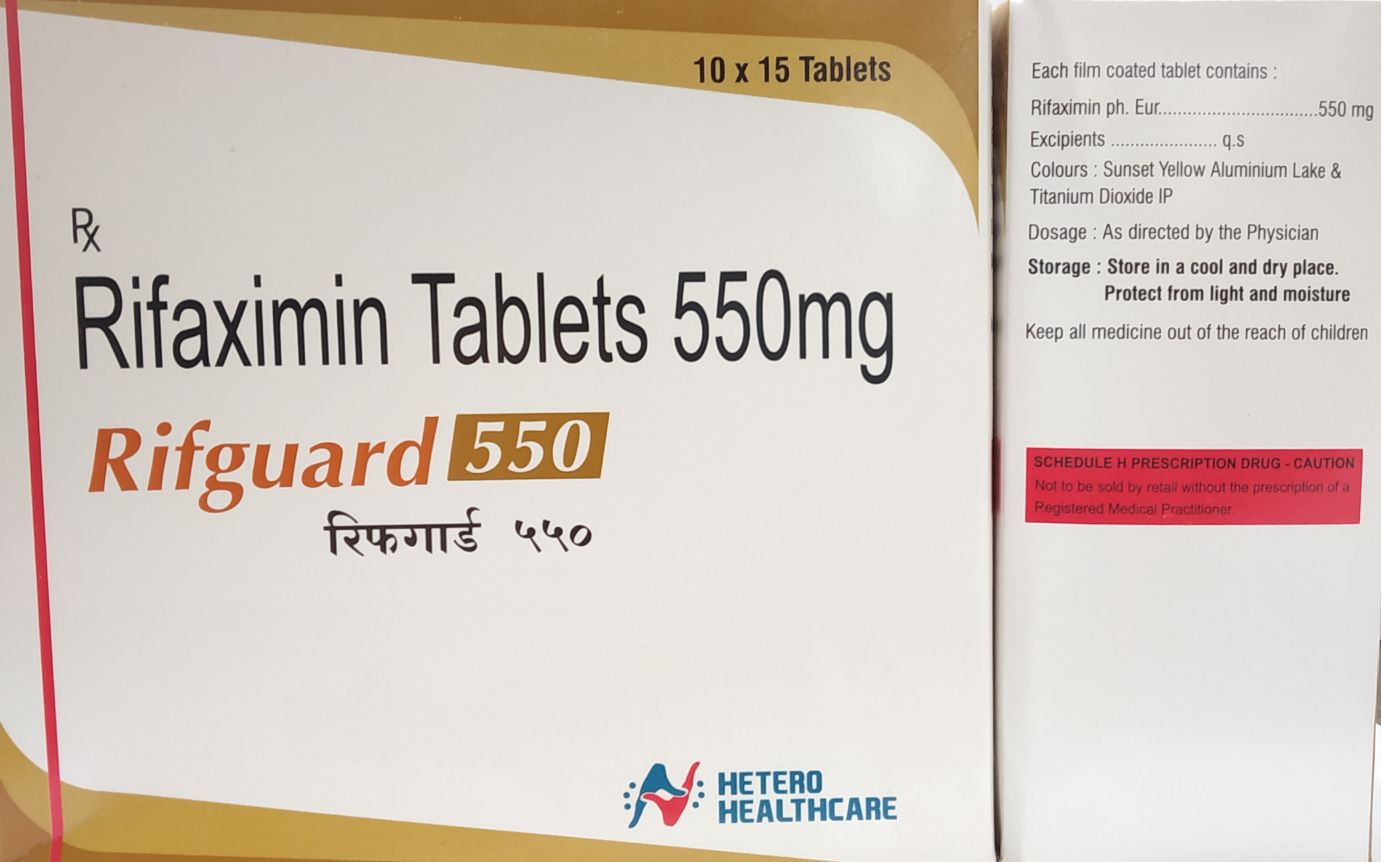 10 x 15 Tablets
Rx
Rifaximin Tablets 550mg
Rifguard 550
रिफगार्ड ५५०
HETERO
HEALTHCARE
Each film coated tablet contains :
Rifaximin ph. Eur.................................550 mg
Excipients ...................... q.s
Colours : Sunset Yellow Aluminium Lake &
Titanium Dioxide IP
Dosage : As directed by the Physician
Storage : Store in a cool and dry place.
Protect from light and moisture
Keep all medicine out of the reach of children
SCHEDULE H PRESCRIPTION DRUG - CAUTION
Not to be sold by retail without the prescription of a
Registered Medical Practitioner.